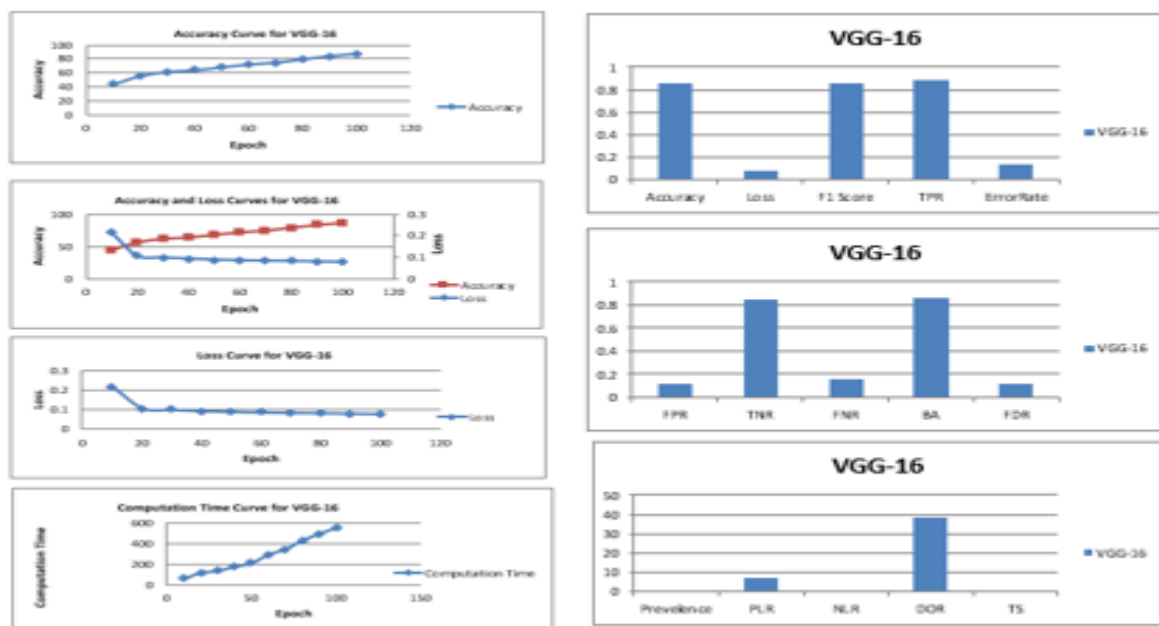 Accuracy Curve for VGG-16
Accuracy
100
80
60
40
20
0
0 20 40 60 80 100 120
Epoch
Accuracy
Accuracy and Loss Curves for VGG-16
Accuracy
100
50
0
0.3
0.2
0.1
0
Loss
0 20 40 60 80 100 120
Epoch
Accuracy
Loss
Loss Curve for VGG-16
Loss
0.3
0.2
0.1
0
0 20 40 60 80 100 120
Epoch
Loss
Computation Time Curve for VGG-16
Computation Time
600
400
200
0
0 50 100 150
Epoch
Computation Time
VGG-16
1
0.8
0.6
0.4
0.2
0
Accuracy Loss F1 Score TPR ErrorRate
VGG-16
VGG-16
1
0.8
0.6
0.4
0.2
0
FPR TNR FNR BA FDR
VGG-16
VGG-16
50
40
30
20
10
0
Prevelence PLR NLR DOR TS
VGG-16